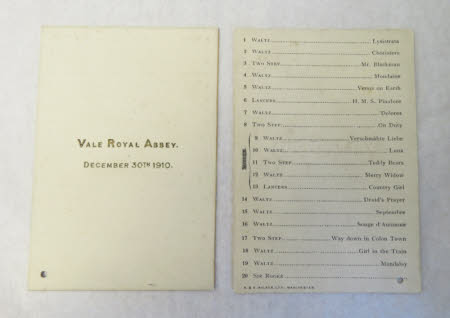 VALE ROYAL ABBEY.
DECEMBER 30TH 1910.
1 WALTZ Lysistrata
2 WALTZ Choristers
3 TWO STEP Mr. Blackman
4 WALTZ Mondaine
5 WALTZ Venus on Earth
6 LANCERS H. M. S. Pinafore
7 WALTZ Dolores
8 TWO STEP On Duty
9 WALTZ Verschmähte Liebe
10 WALTZ Luna
11 TWO STEP Teddy Bears
12 WALTZ Merry Widow
13 LANCERS Country Girl
14 WALTZ Druid's Prayer
15 WALTZ Septembre
16 WALTZ Songe d'Automne
17 TWO STEP Way down in Colon Town
18 WALTZ Girl in the Train
19 WALTZ Mandalay
20 SIR ROGER